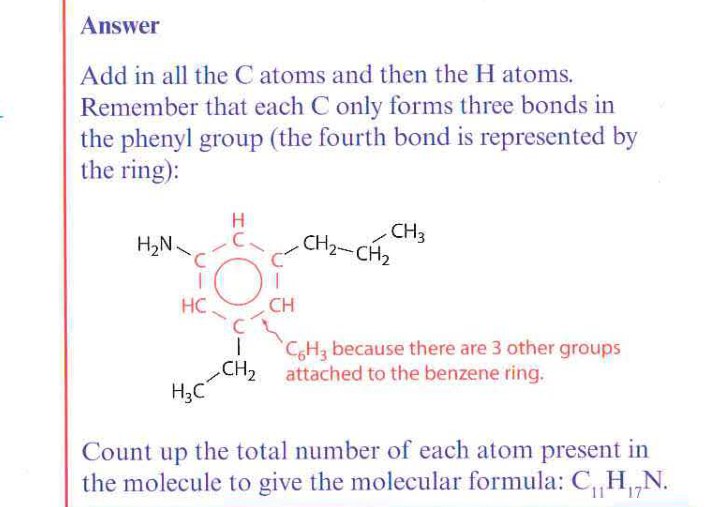 Answer
Add in all the C atoms and then the H atoms.
Remember that each C only forms three bonds in
the phenyl group (the fourth bond is represented by
the ring):
H
H₂N C CH₂ CH₃
C C CH₂
HC CH
C
C₆H₃ because there are 3 other groups
CH₂ attached to the benzene ring.
H₃C
Count up the total number of each atom present in
the molecule to give the molecular formula: C₁₁H₁₇N.